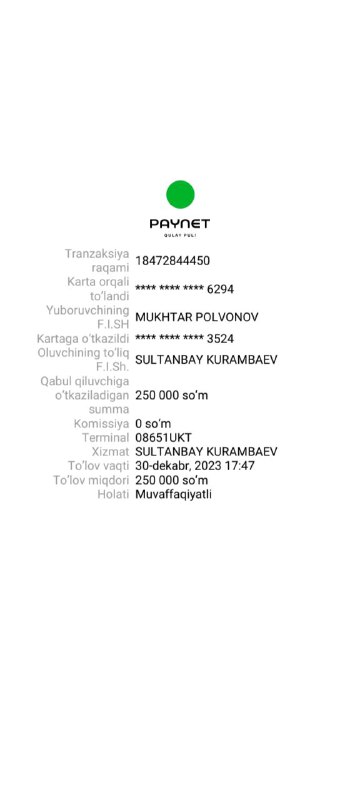 PAYNET
QULAY PULI
Tranzaksiya
raqami
18472844450
Karta orqali
to'landi
**** **** **** 6294
Yuboruvchining
F.I.SH
MUKHTAR POLVONOV
Kartaga o'tkazildi **** **** **** 3524
Oluvchining to'liq
F.I.Sh.
SULTANBAY KURAMBAEV
Qabul qiluvchiga
o'tkaziladigan
summa
250 000 so'm
Komissiya 0 so'm
Terminal 08651UKT
Xizmat SULTANBAY KURAMBAEV
To'lov vaqti 30-dekabr, 2023 17:47
To'lov miqdori 250 000 so'm
Holati Muvaffaqiyatli